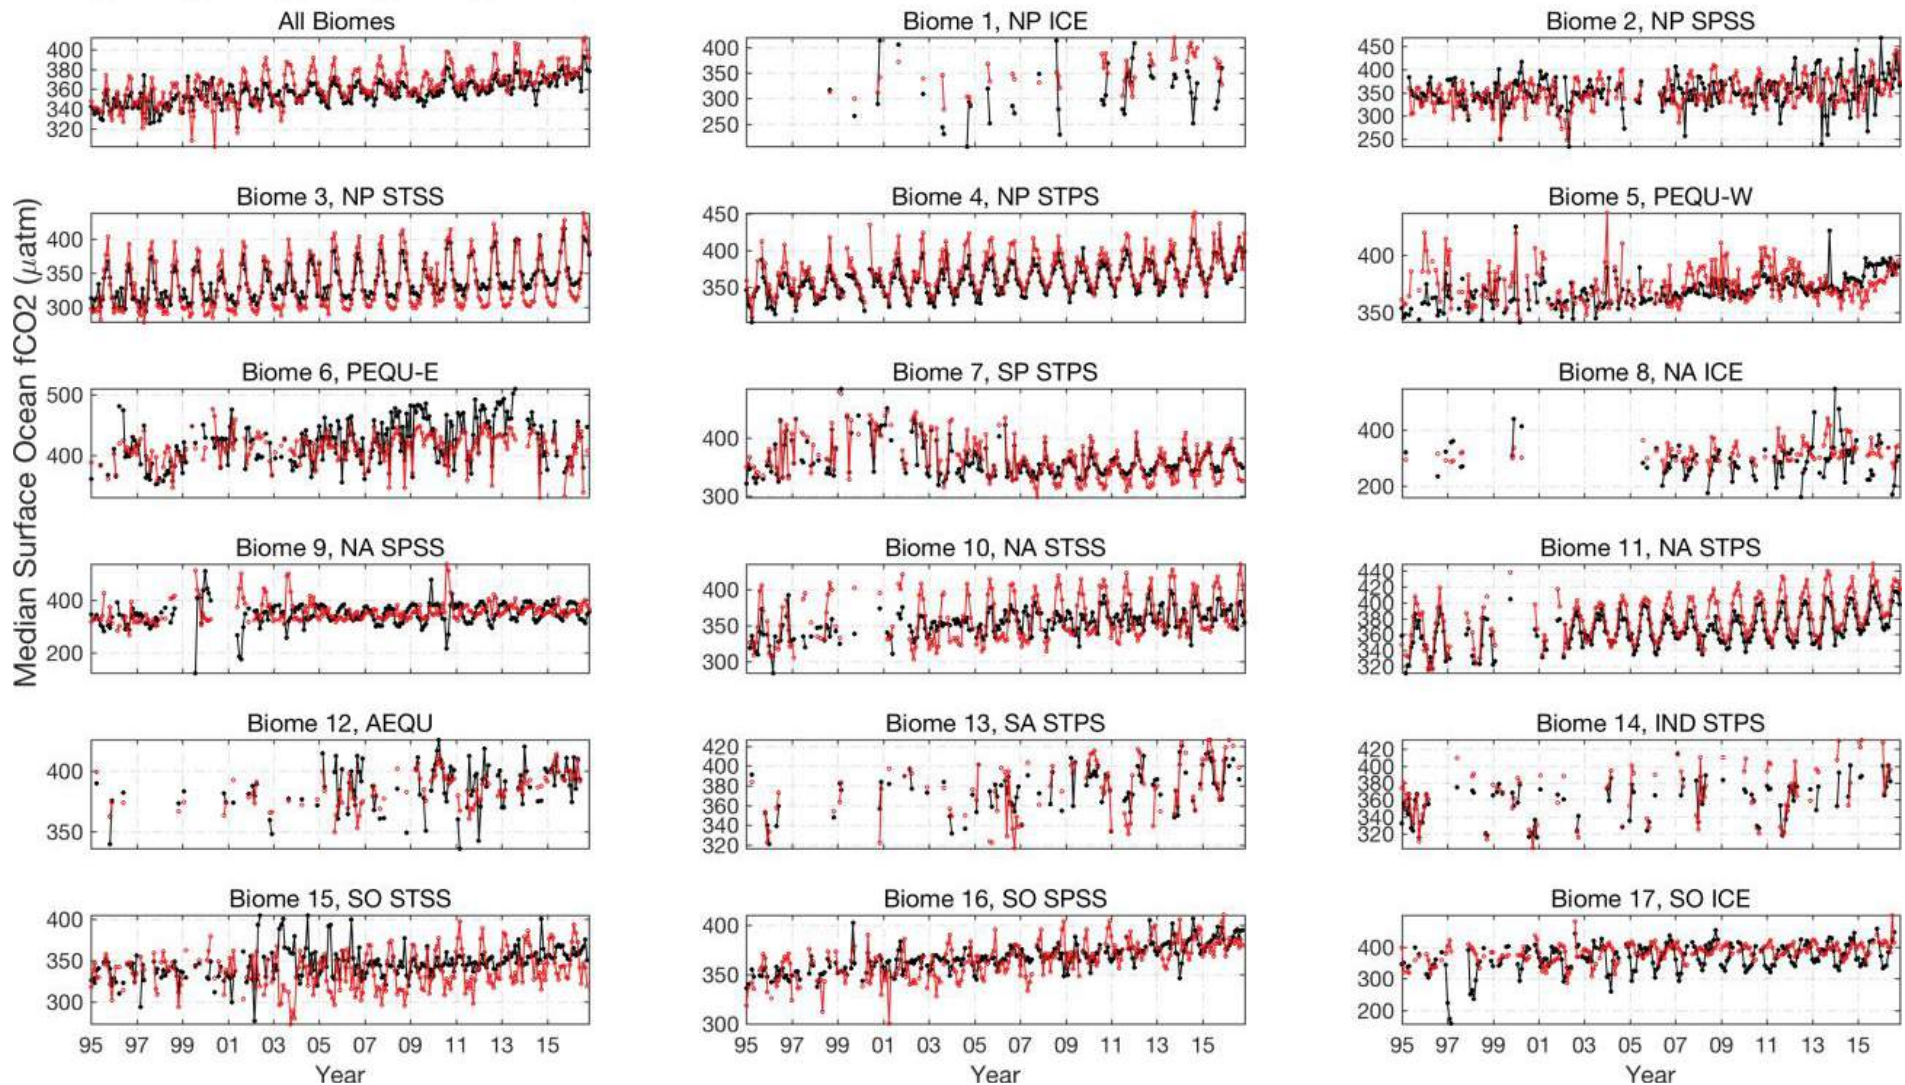 All Biomes
Biome 1, NP ICE
Biome 2, NP SPSS
400
380
360
340
320
400
350
300
250
450
400
350
300
250
Median Surface Ocean fCO2 (μatm)
Biome 3, NP STSS
Biome 4, NP STPS
Biome 5, PEQU-W
400
350
300
450
400
350
400
350
Biome 6, PEQU-E
Biome 7, SP STPS
Biome 8, NA ICE
500
400
400
300
400
200
Biome 9, NA SPSS
Biome 10, NA STSS
Biome 11, NA STPS
400
200
400
350
300
440
420
400
380
360
340
320
Biome 12, AEQU
Biome 13, SA STPS
Biome 14, IND STPS
400
350
420
400
380
360
340
320
420
400
380
360
340
320
Biome 15, SO STSS
Biome 16, SO SPSS
Biome 17, SO ICE
400
350
300
400
350
300
400
300
200
95 97 99 01 03 05 07 09 11 13 15
95 97 99 01 03 05 07 09 11 13 15
95 97 99 01 03 05 07 09 11 13 15
Year
Year
Year